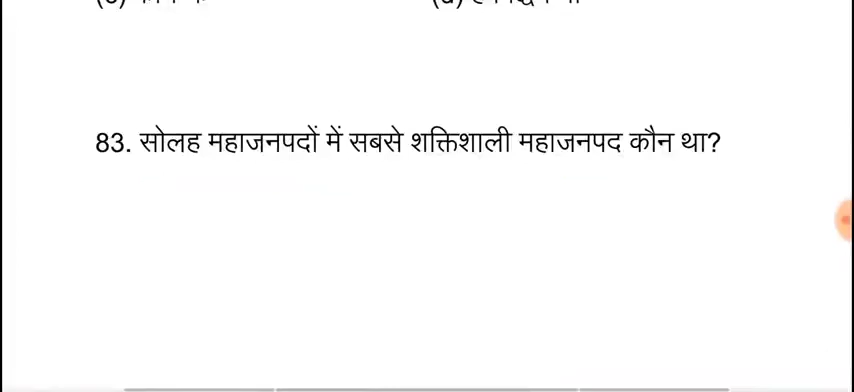 83. सोलह महाजनपदों में सबसे शक्तिशाली महाजनपद कौन था?